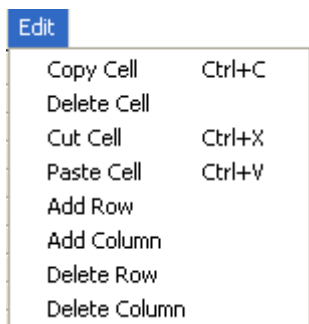 Edit
Copy Cell Ctrl+C
Delete Cell
Cut Cell Ctrl+X
Paste Cell Ctrl+V
Add Row
Add Column
Delete Row
Delete Column